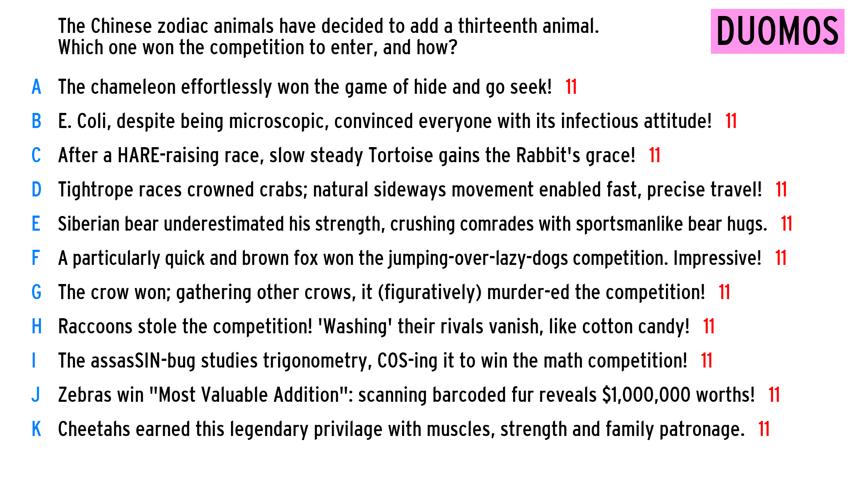 The Chinese zodiac animals have decided to add a thirteenth animal.
Which one won the competition to enter, and how?
DUOMOS
A The chameleon effortlessly won the game of hide and go seek! 11
B E. Coli, despite being microscopic, convinced everyone with its infectious attitude! 11
C After a HARE-raising race, slow steady Tortoise gains the Rabbit's grace! 11
D Tightrope races crowned crabs; natural sideways movement enabled fast, precise travel! 11
E Siberian bear underestimated his strength, crushing comrades with sportsmanlike bear hugs. 11
F A particularly quick and brown fox won the jumping-over-lazy-dogs competition. Impressive! 11
G The crow won; gathering other crows, it (figuratively) murder-ed the competition! 11
H Raccoons stole the competition! 'Washing' their rivals vanish, like cotton candy! 11
I The assasSIN-bug studies trigonometry, COS-ing it to win the math competition! 11
J Zebras win "Most Valuable Addition": scanning barcoded fur reveals $1,000,000 worths! 11
K Cheetahs earned this legendary privilage with muscles, strength and family patronage. 11